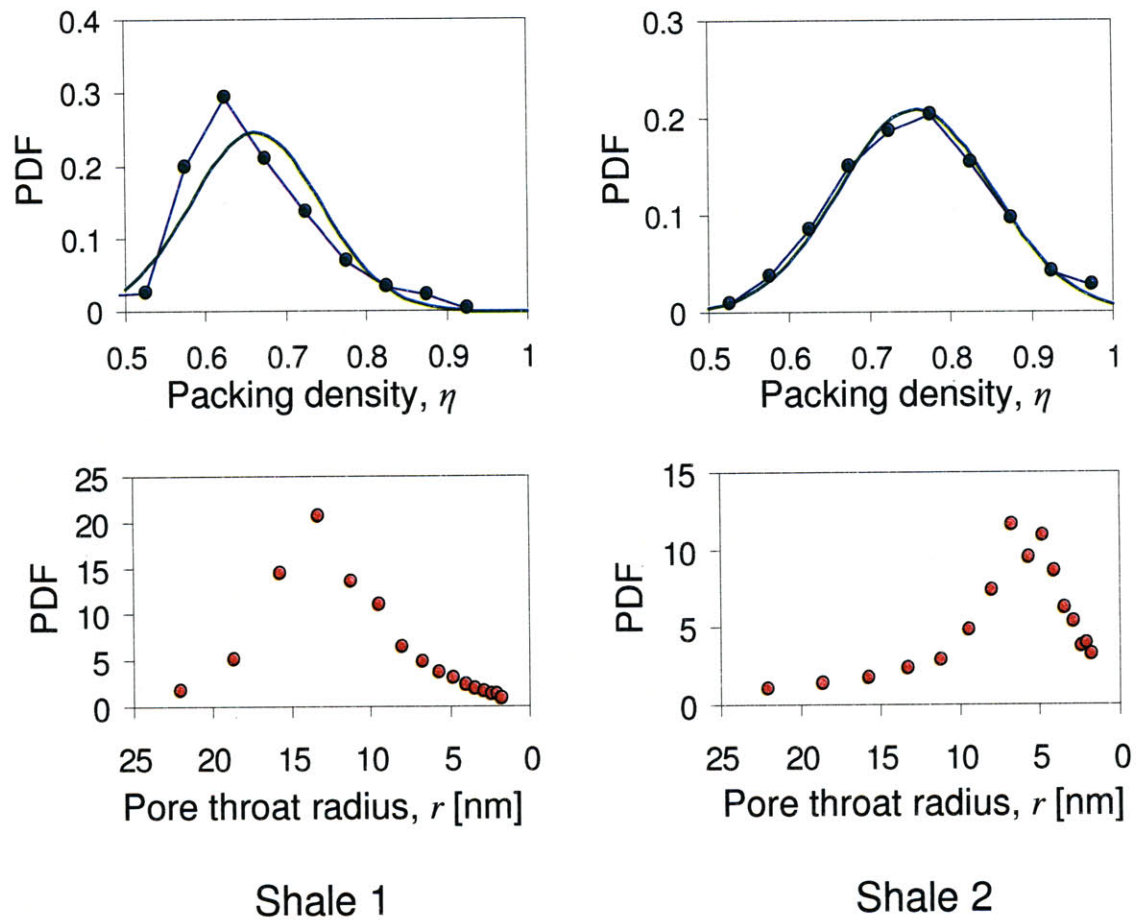 0.4
0.3
0.2
0.1
0
PDF
0.5 0.6 0.7 0.8 0.9 1
Packing density, η
0.3
0.2
0.1
0
PDF
0.5 0.6 0.7 0.8 0.9 1
Packing density, η
25
20
15
10
5
0
PDF
25 20 15 10 5 0
Pore throat radius, r [nm]
15
10
5
0
PDF
25 20 15 10 5 0
Pore throat radius, r [nm]
Shale 1
Shale 2